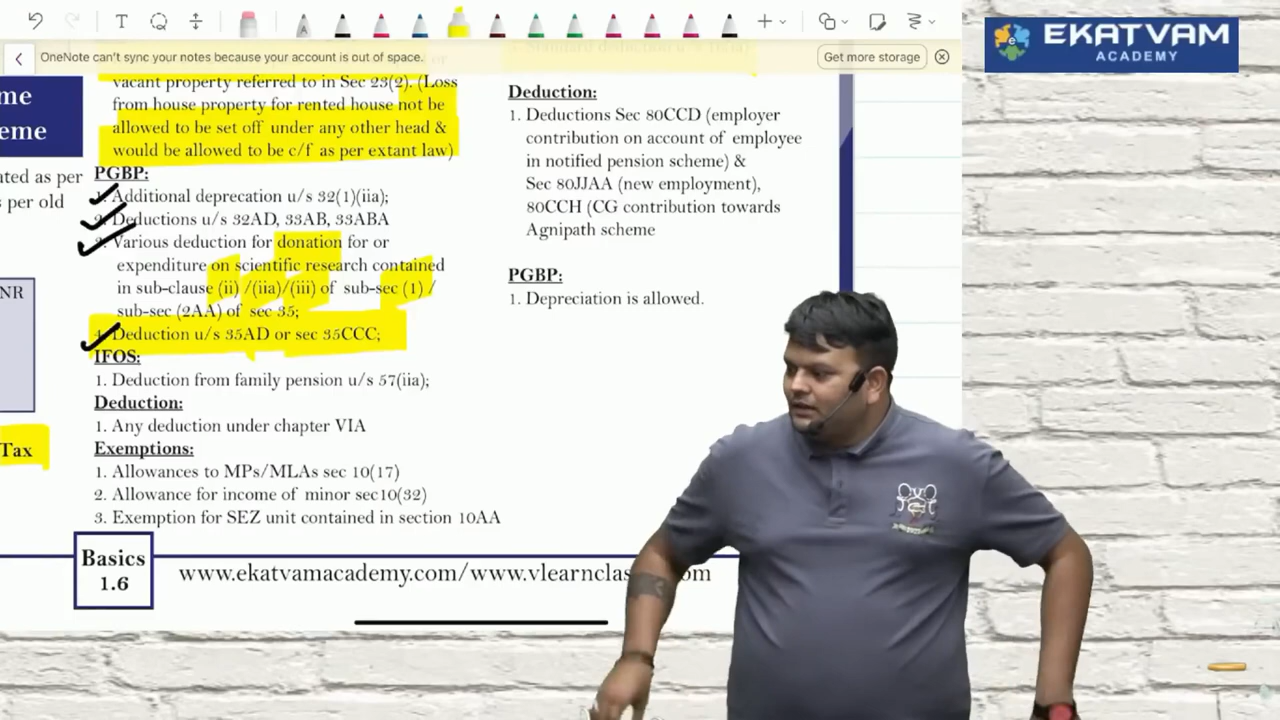 OneNote can't sync your notes because your account is out of space.
Get more storage
EKATVAM
ACADEMY
me
eme
ated as per
s per old
NR
Tax
vacant property referred to in Sec 23(2). (Loss
from house property for rented house not be
allowed to be set off under any other head &
would be allowed to be c/f as per extant law)
PGBP:
1. Additional deprecation u/s 32(1)(iia);
2. Deductions u/s 32AD, 33AB, 33ABA
3. Various deduction for donation for or
expenditure on scientific research contained
in sub-clause (ii) /(iia)/(iii) of sub-sec (1) /
sub-sec (2AA) of sec 35;
4. Deduction u/s 35AD or sec 35CCC;
IFOS:
1. Deduction from family pension u/s 57(iia);
Deduction:
1. Any deduction under chapter VIA
Exemptions:
1. Allowances to MPs/MLAs sec 10(17)
2. Allowance for income of minor sec10(32)
3. Exemption for SEZ unit contained in section 10AA
Deduction:
1. Deductions Sec 80CCD (employer
contribution on account of employee
in notified pension scheme) &
Sec 80JJAA (new employment),
80CCH (CG contribution towards
Agnipath scheme
PGBP:
1. Depreciation is allowed.
Basics
1.6
www.ekatvamacademy.com/www.vlearnclas
om